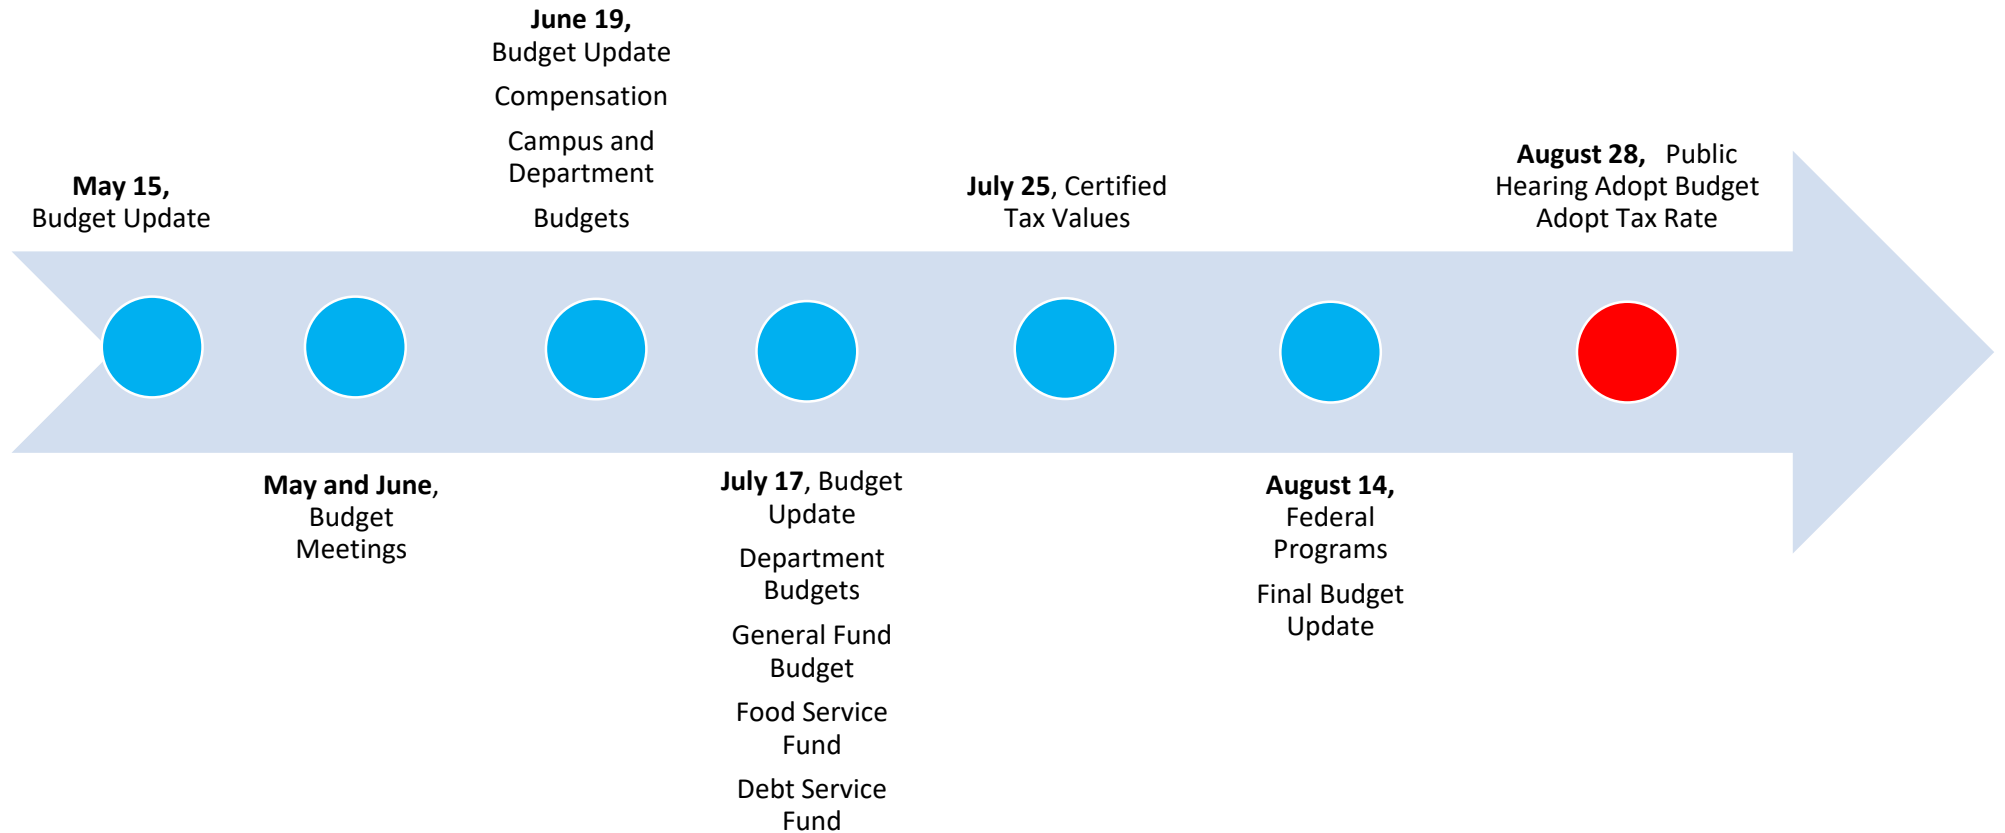 May 15,
Budget Update
May and June,
Budget
Meetings
June 19,
Budget Update
Compensation
Campus and
Department
Budgets
July 17, Budget
Update
Department
Budgets
General Fund
Budget
Food Service
Fund
Debt Service
Fund
July 25, Certified
Tax Values
August 14,
Federal
Programs
Final Budget
Update
August 28, Public
Hearing Adopt Budget
Adopt Tax Rate